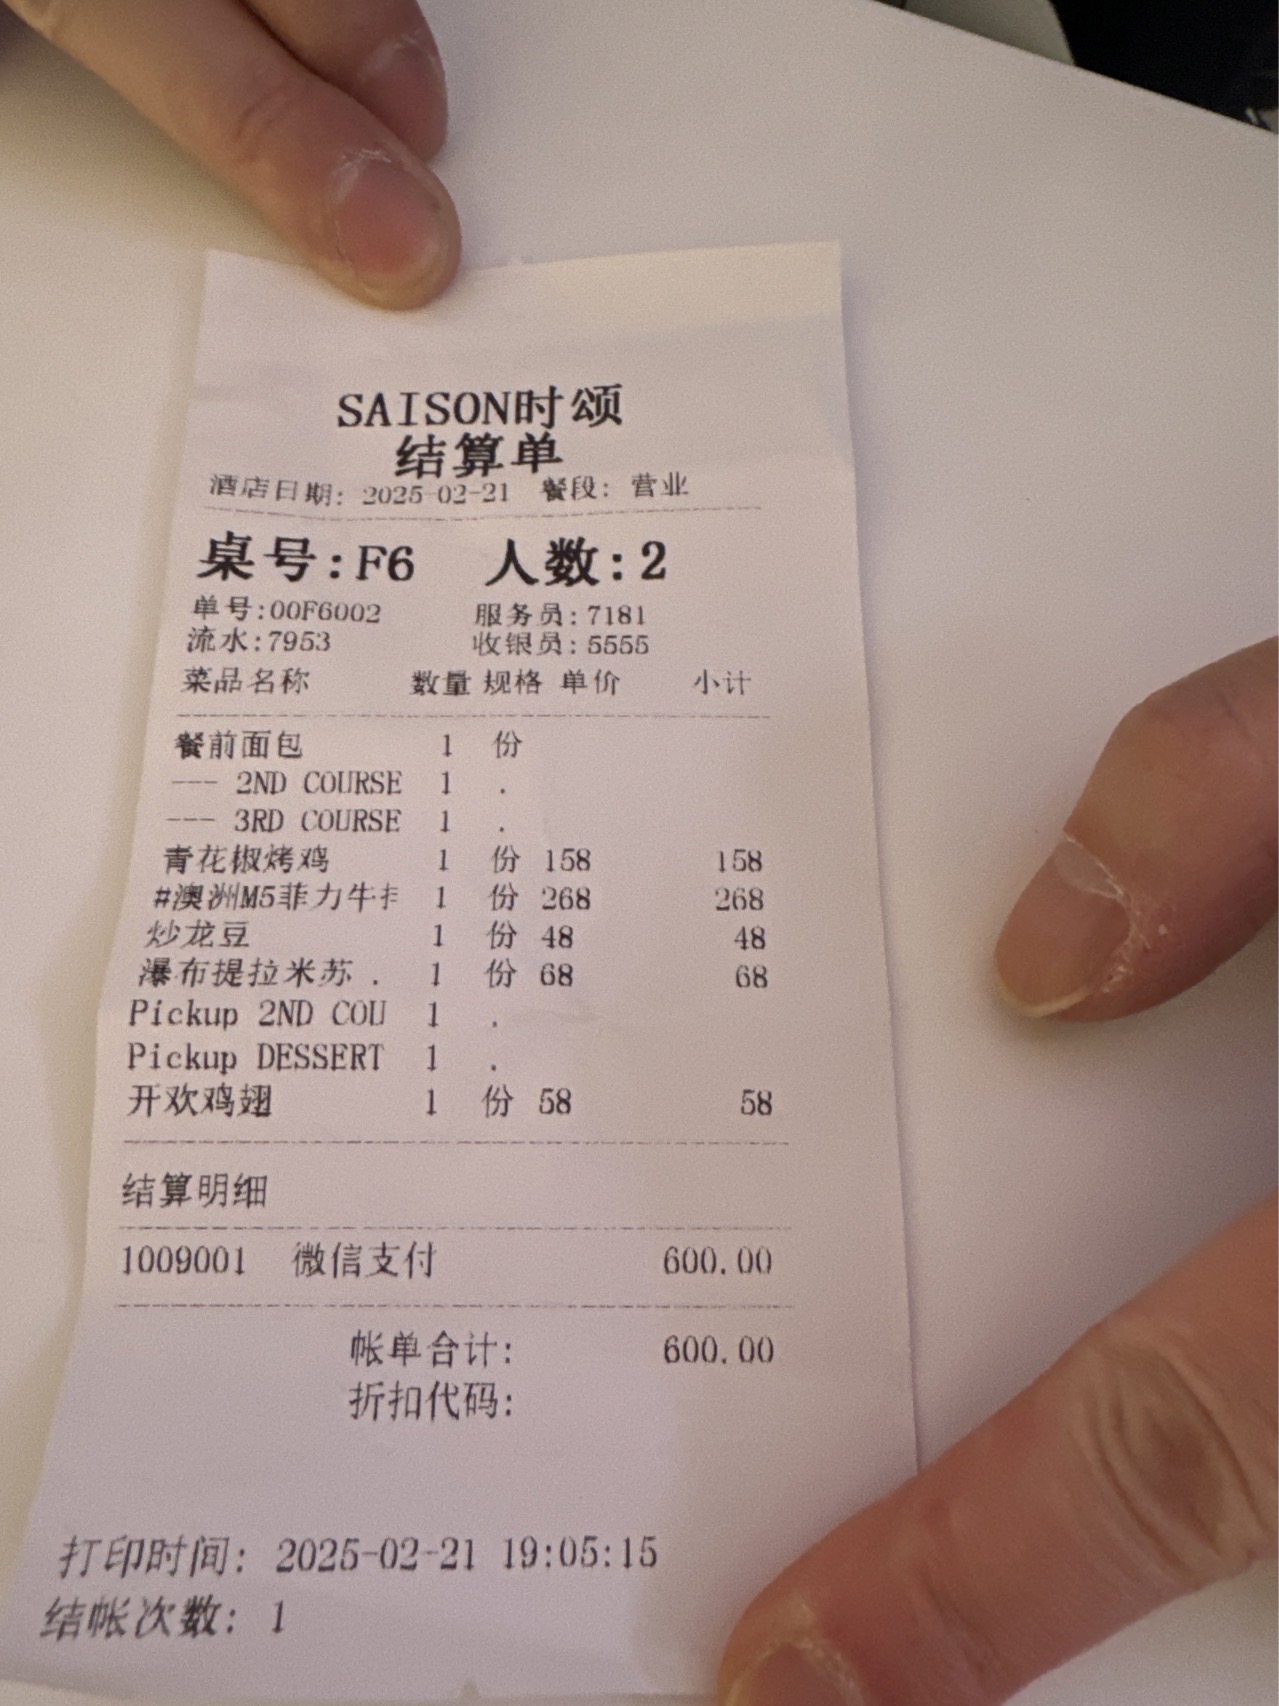 SAISON时颂
结算单
酒店日期: 2025-02-21 餐段: 营业
桌号:F6 人数:2
单号:00F6002 服务员:7181
流水:7953 收银员:5555
菜品名称 数量 规格 单价 小计
餐前面包 1 份
--- 2ND COURSE 1 .
--- 3RD COURSE 1 .
青花椒烤鸡 1 份 158 158
#澳洲M5菲力牛扌 1 份 268 268
炒龙豆 1 份 48 48
瀑布提拉米苏 . 1 份 68 68
Pickup 2ND COU 1 .
Pickup DESSERT 1 .
开欢鸡翅 1 份 58 58
结算明细
1009001 微信支付 600.00
帐单合计: 600.00
折扣代码:
打印时间: 2025-02-21 19:05:15
结帐次数: 1